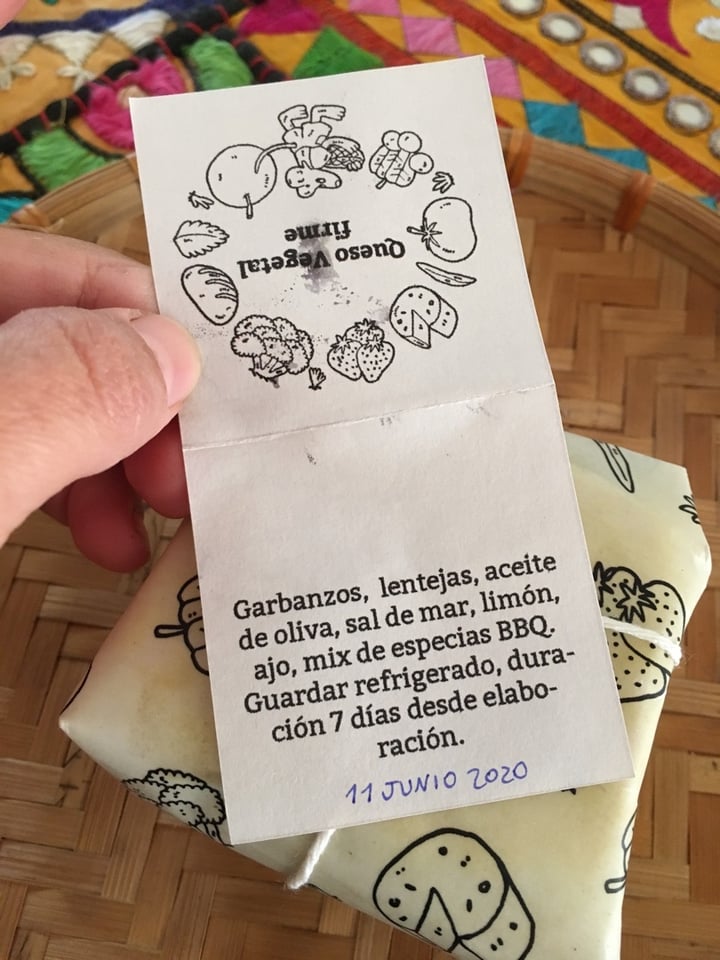 Queso Vegetal
firme
Garbanzos, lentejas, aceite
de oliva, sal de mar, limón,
ajo, mix de especias BBQ.
Guardar refrigerado, dura-
ción 7 días desde elabo-
ración.
11 JUNIO 2020